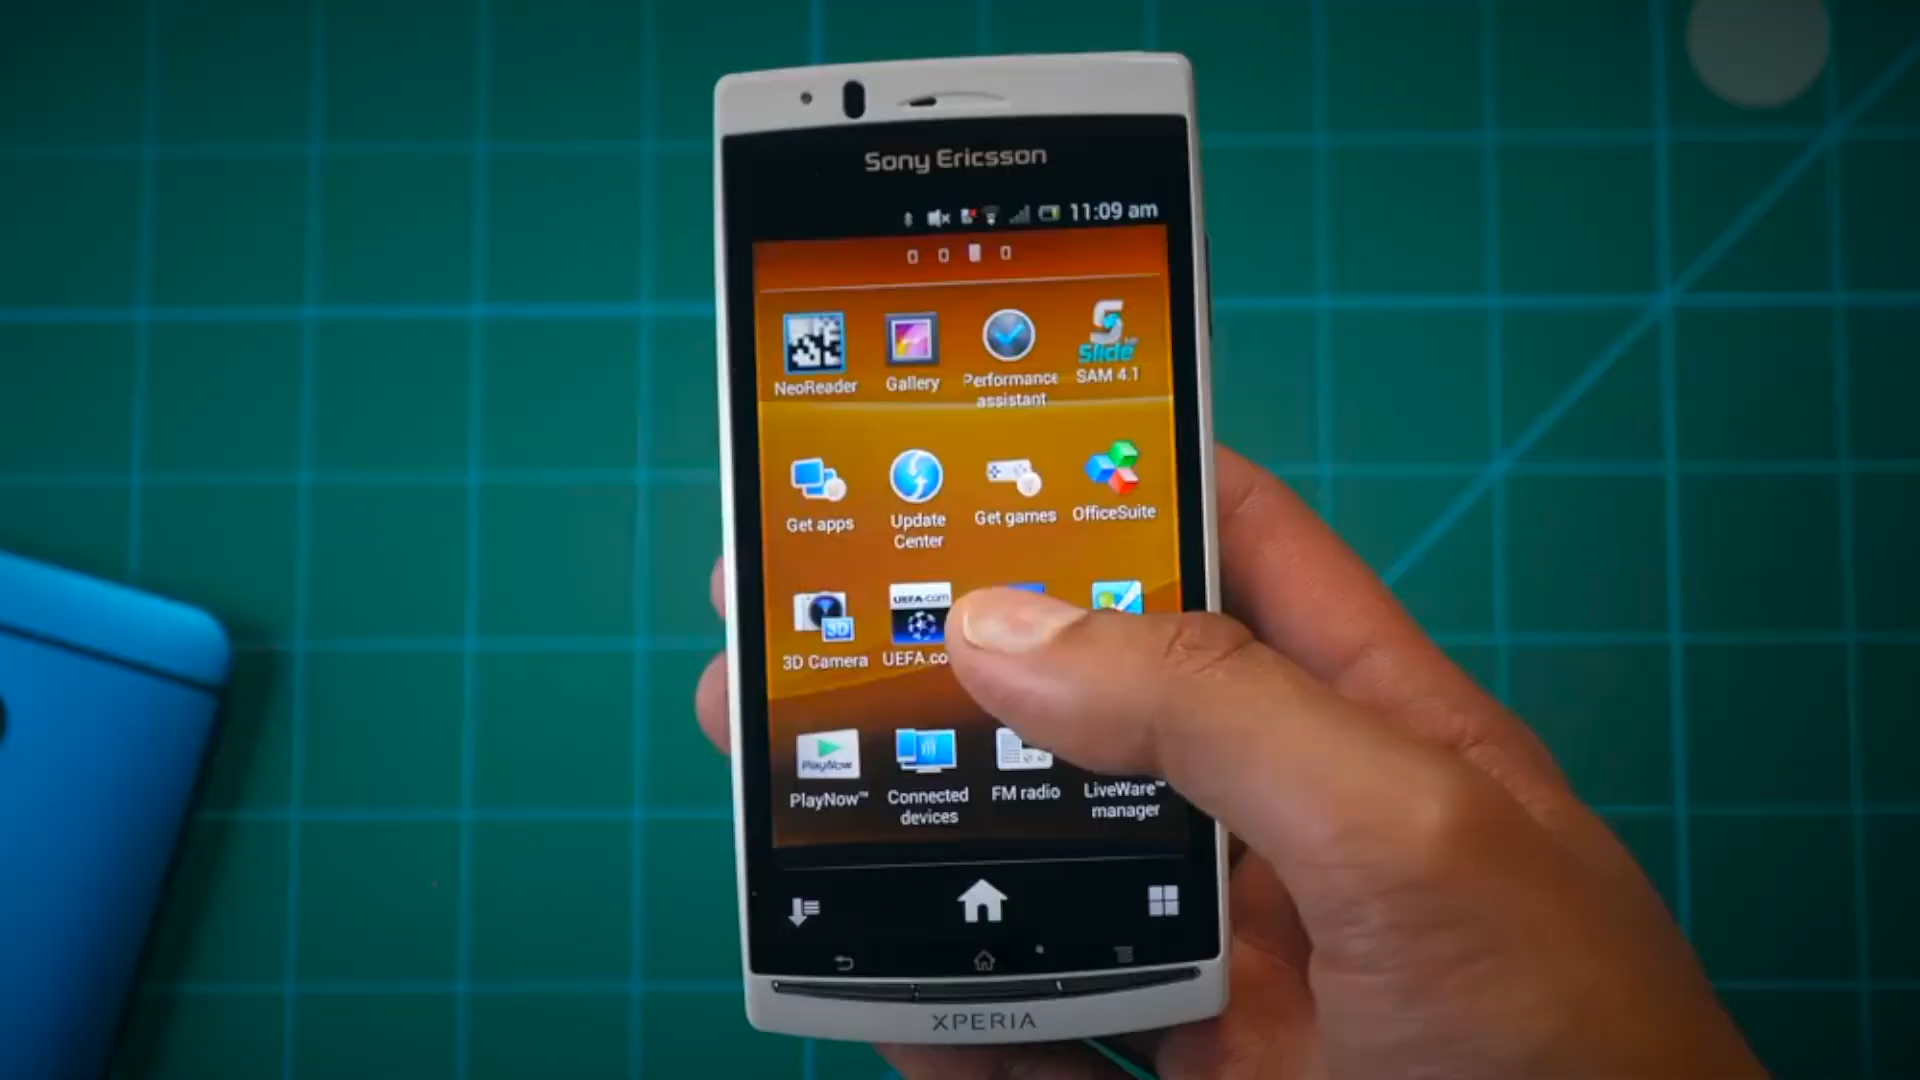 Sony Ericsson
11:09 am
NeoReader
Gallery
Performance
assistant
Slide
SAM 4.1
Get apps
Update
Center
Get games
OfficeSuite
3D
3D Camera
UEFA.com
UEFA.co
PlayNow
PlayNow™
Connected
devices
FM radio
LiveWare™
manager
XPERIA